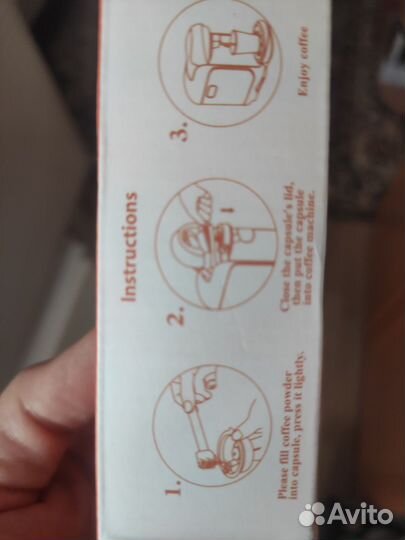 Instructions
1.
Please fill coffee powder
into capsule, press it lightly.
2.
Close the capsule's lid,
then put the capsule
into coffee machine.
3.
Enjoy coffee
Avito